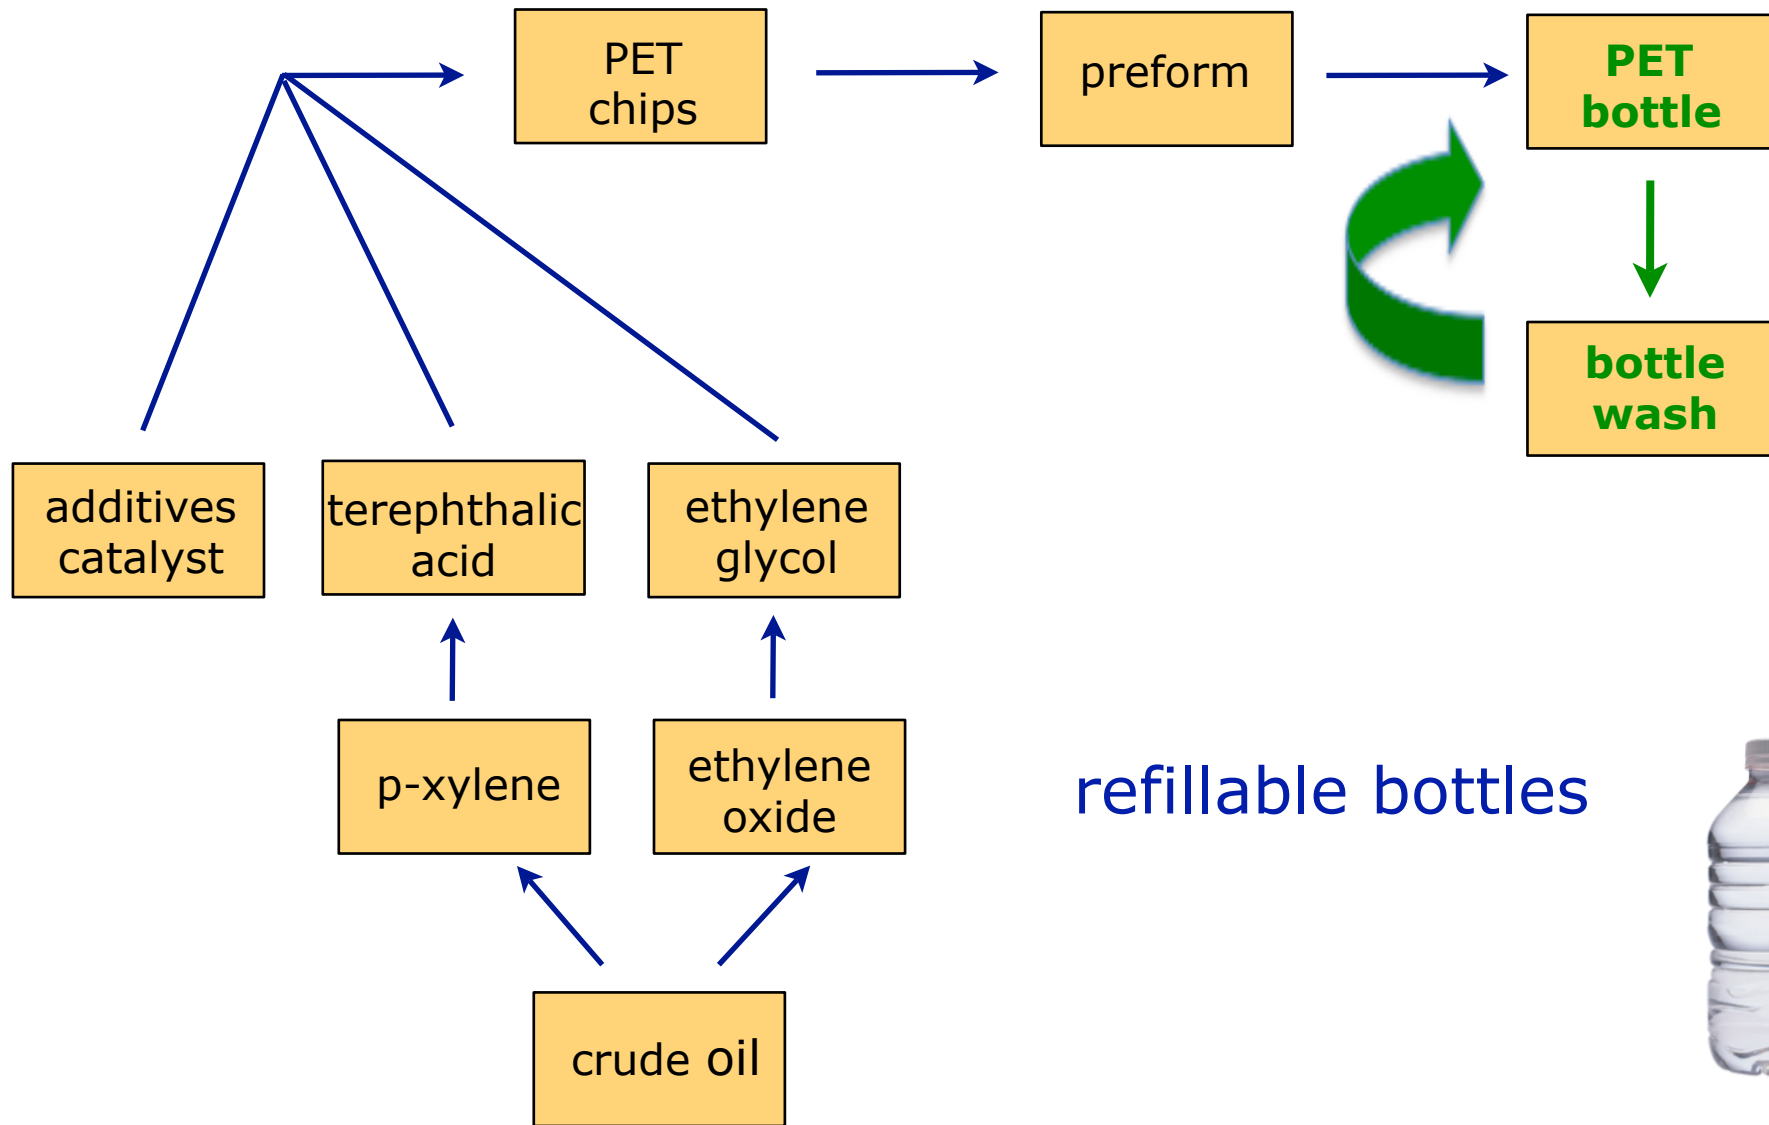 PET
chips
preform
PET
bottle
bottle
wash
additives
catalyst
terephthalic
acid
ethylene
glycol
p-xylene
ethylene
oxide
refillable bottles
crude oil